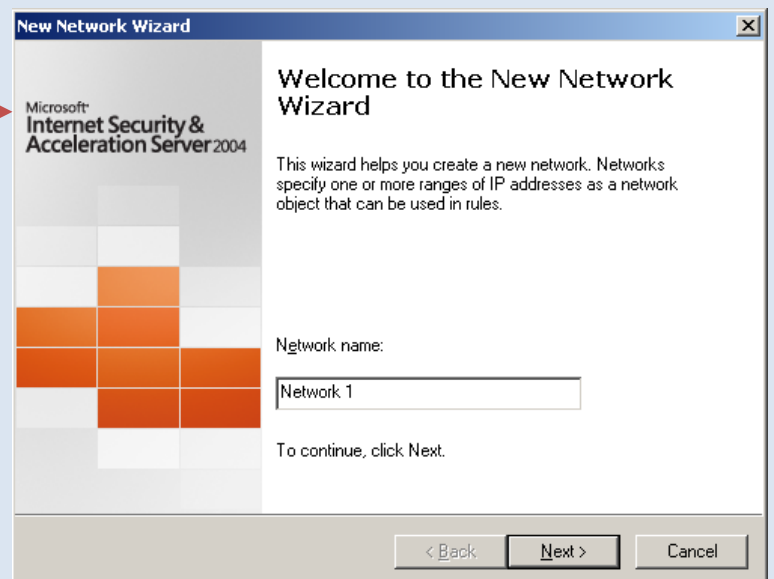 New Network Wizard
Microsoft
Internet Security &
Acceleration Server 2004
Welcome to the New Network
Wizard
This wizard helps you create a new network. Networks
specify one or more ranges of IP addresses as a network
object that can be used in rules.
Network name:
Network 1
To continue, click Next.
< Back
Next >
Cancel